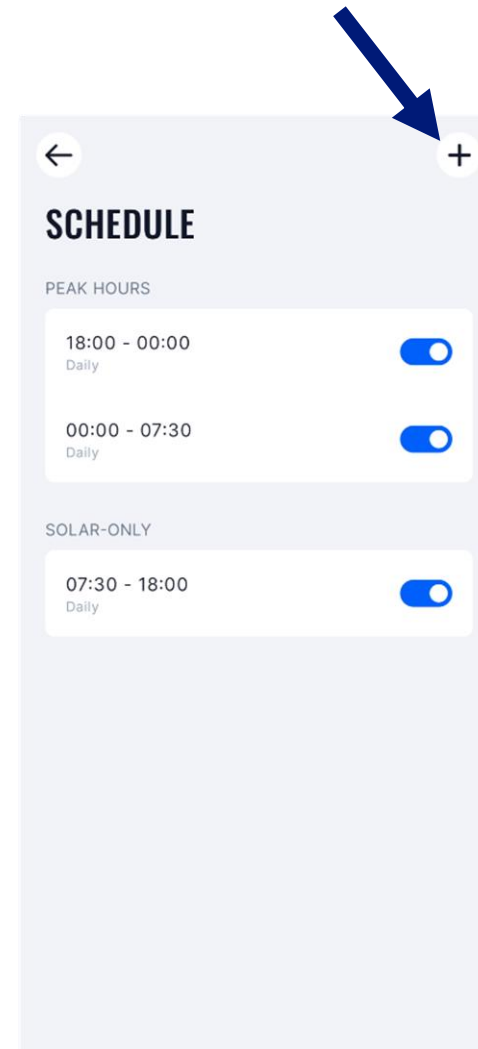 SCHEDULE
PEAK HOURS
18:00 - 00:00
Daily
00:00 - 07:30
Daily
SOLAR-ONLY
07:30 - 18:00
Daily